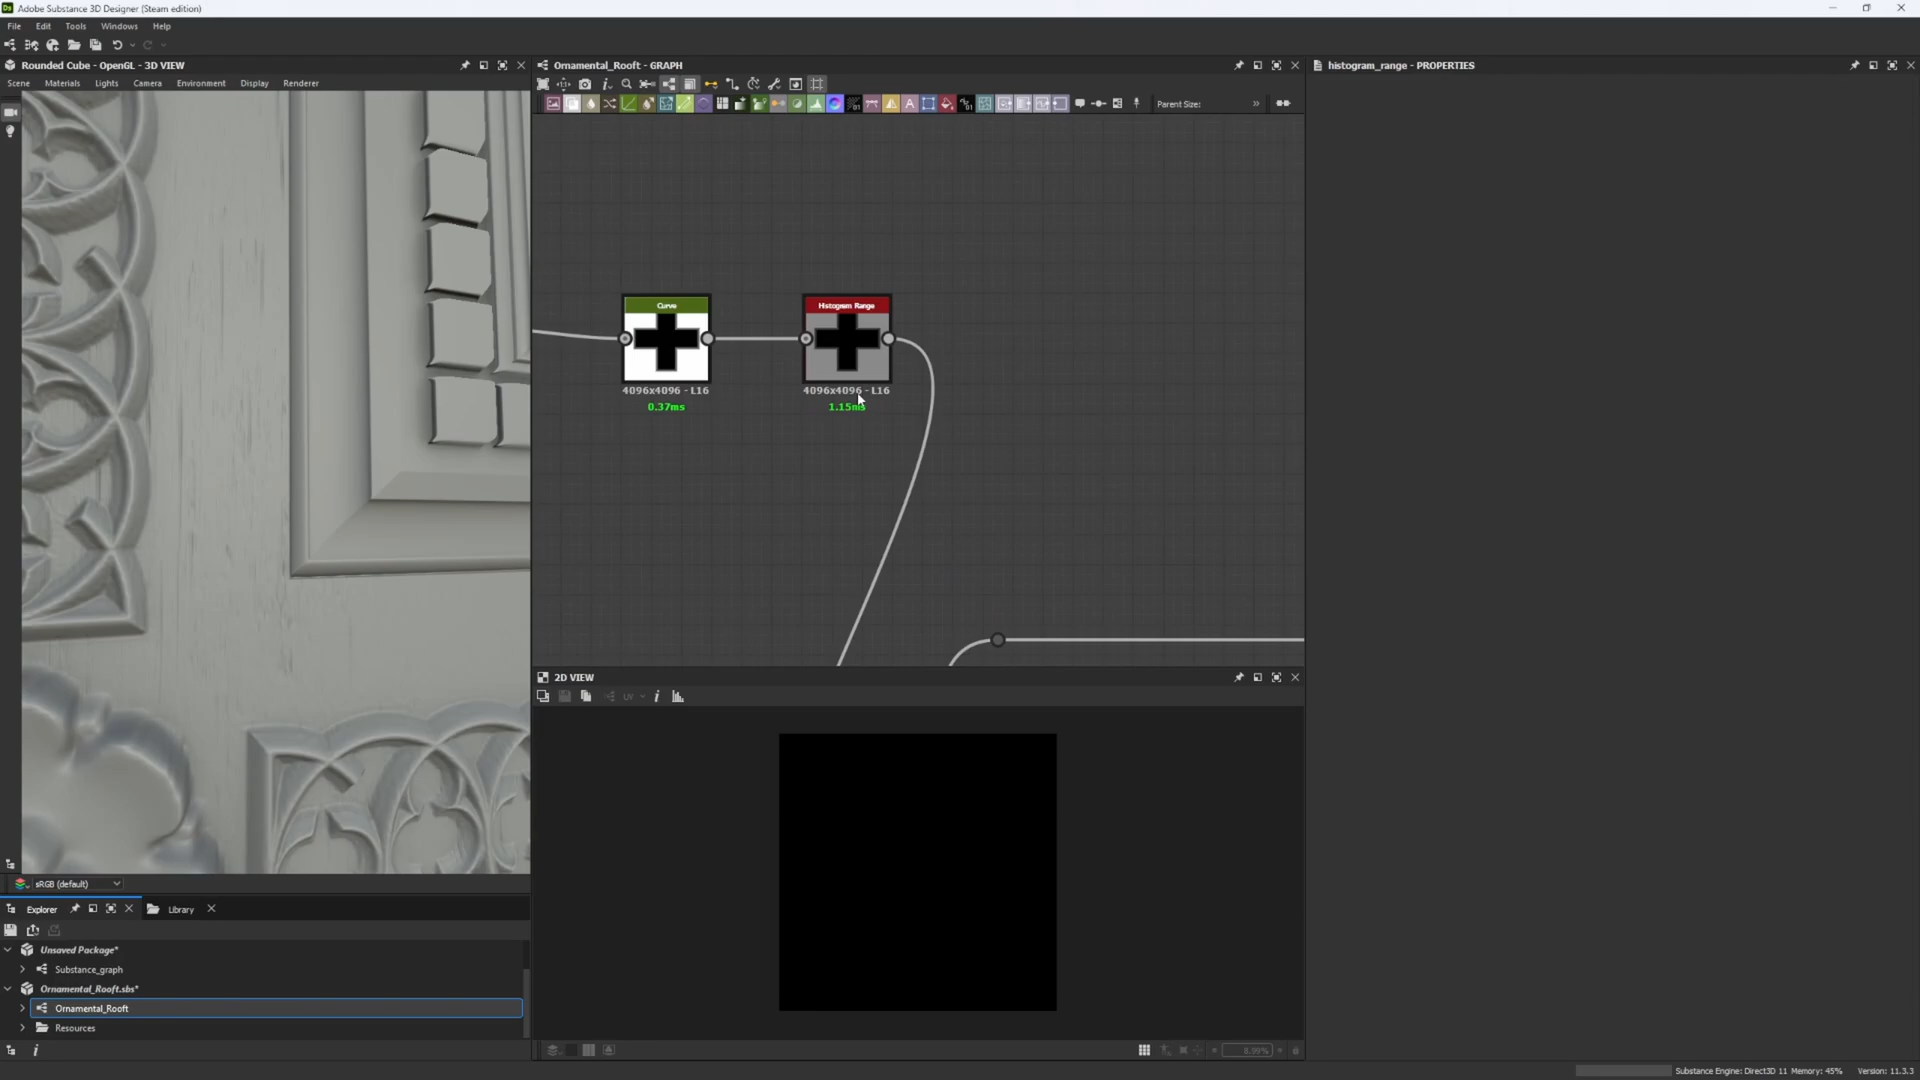 Adobe Substance 3D Designer (Steam edition)
File Edit Tools Windows Help
Rounded Cube - OpenGL - 3D VIEW
Scene Materials Lights Camera Environment Display Renderer
Ornamental_Rooft - GRAPH
Parent Size:
histogram_range - PROPERTIES
Curve
4096x4096 - L16
0.37ms
Histogram Range
4096x4096 - L16
1.15ms
2D VIEW
UV
8.99%
sRGB (default)
Explorer
Library
Unsaved Package*
Substance_graph
Ornamental_Rooft.sbs*
Ornamental_Rooft
Resources
Substance Engine: Direct3D 11 Memory: 45% Version: 11.3.3